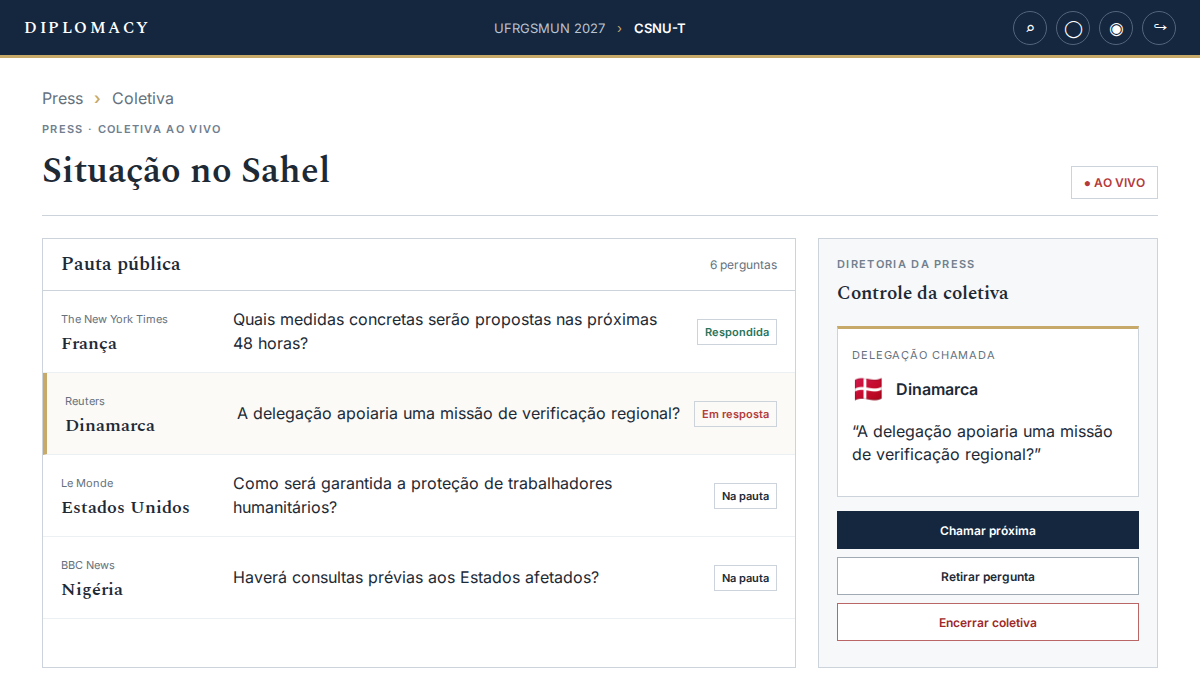 DIPLOMACY
UFRGSMUN 2027 › CSNU-T
Press › Coletiva
PRESS · COLETIVA AO VIVO
Situação no Sahel
● AO VIVO
Pauta pública
6 perguntas
The New York Times
França
Quais medidas concretas serão propostas nas próximas
48 horas?
Respondida
Reuters
Dinamarca
A delegação apoiaria uma missão de verificação regional?
Em resposta
Le Monde
Estados Unidos
Como será garantida a proteção de trabalhadores
humanitários?
Na pauta
BBC News
Nigéria
Haverá consultas prévias aos Estados afetados?
Na pauta
DIRETORIA DA PRESS
Controle da coletiva
DELEGAÇÃO CHAMADA
Dinamarca
“A delegação apoiaria uma missão
de verificação regional?”
Chamar próxima
Retirar pergunta
Encerrar coletiva